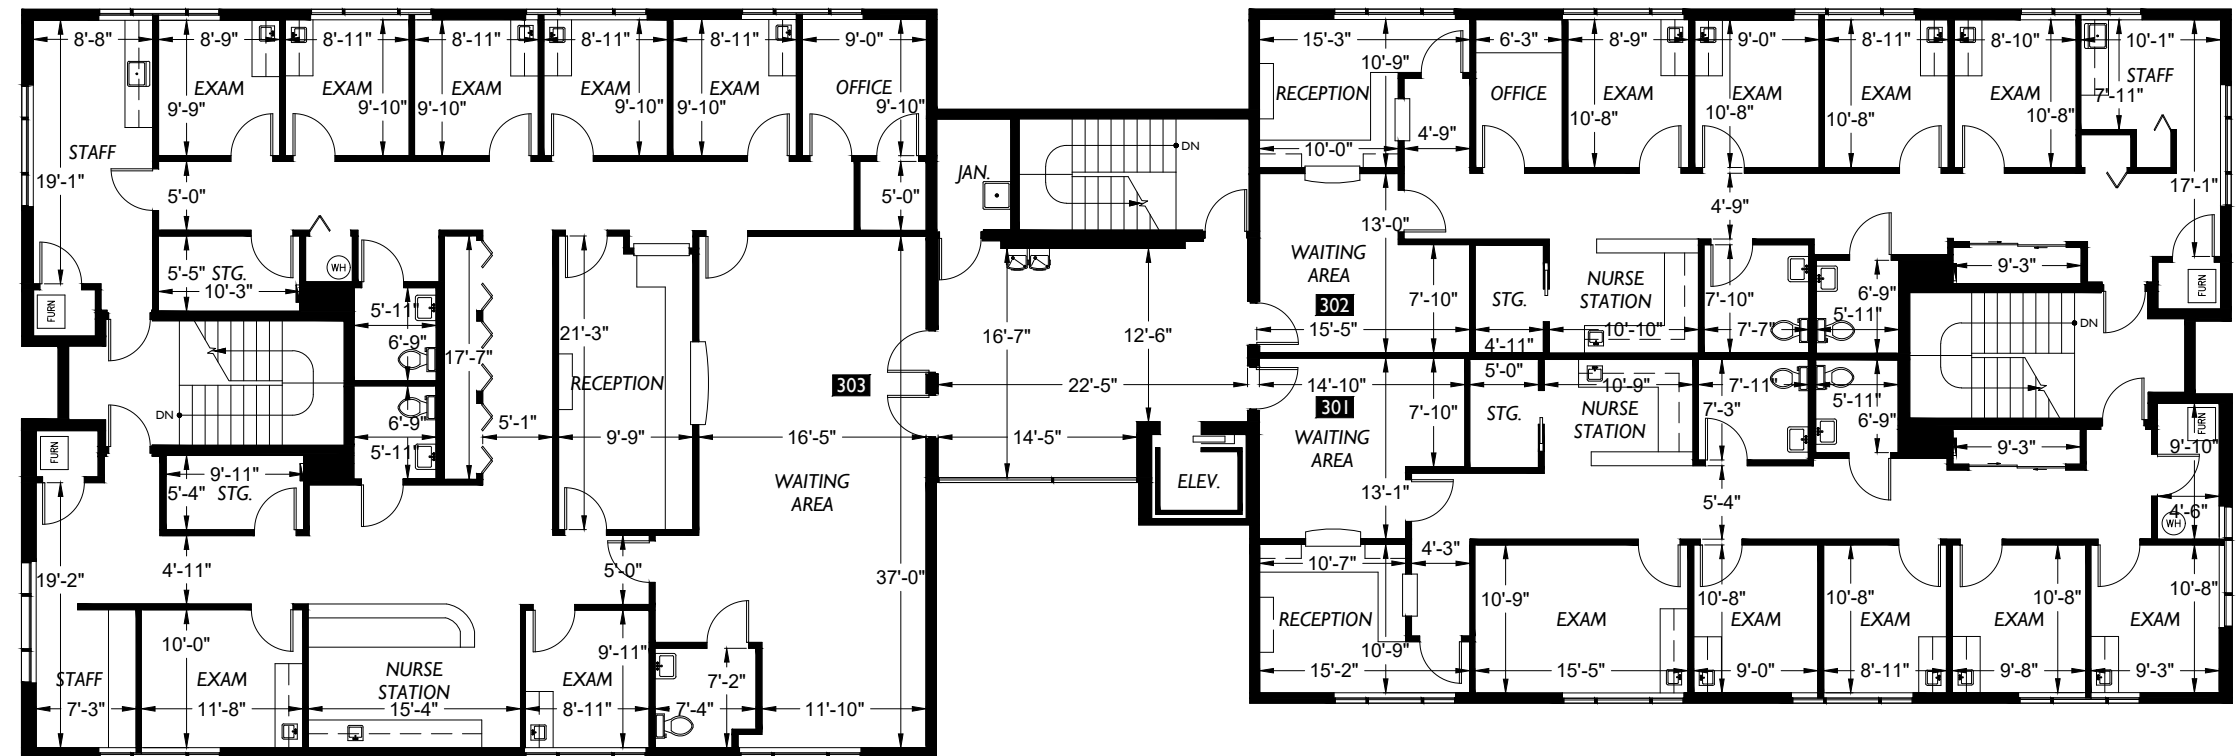 8'-8"
8'-9"
8'-11"
8'-11"
8'-11"
8'-11"
9'-0"
EXAM
EXAM
EXAM
EXAM
EXAM
OFFICE
9'-9"
9'-10"
9'-10"
9'-10"
9'-10"
9'-10"
STAFF
19'-1"
5'-0"
5'-0"
JAN.
DN
5'-5"
STG.
10'-3"
WH
FURN
5'-11"
6'-9"
21'-3"
17'-7"
RECEPTION
303
16'-7"
12'-6"
22'-5"
DN
6'-9"
5'-11"
5'-1"
9'-9"
16'-5"
14'-5"
FURN
9'-11"
5'-4"
STG.
WAITING
AREA
ELEV.
19'-2"
4'-11"
5'-0"
37'-0"
10'-0"
9'-11"
STAFF
EXAM
NURSE
STATION
EXAM
7'-2"
7'-3"
11'-8"
15'-4"
8'-11"
7'-4"
11'-10"
15'-3"
6'-3"
8'-9"
9'-0"
8'-11"
8'-10"
10'-1"
10'-9"
STAFF
RECEPTION
OFFICE
EXAM
EXAM
EXAM
EXAM
7'-11"
10'-8"
10'-8"
10'-8"
10'-8"
4'-9"
10'-0"
17'-1"
4'-9"
13'-0"
WAITING
AREA
302
15'-5"
7'-10"
STG.
4'-11"
NURSE
STATION
10'-10"
7'-10"
7'-7"
6'-9"
5'-11"
9'-3"
FURN
DN
14'-10"
301
WAITING
AREA
7'-10"
5'-0"
STG.
10'-9"
NURSE
STATION
7'-11"
7'-3"
5'-11"
6'-9"
9'-3"
FURN
9'-10"
4'-6"
WH
13'-1"
5'-4"
10'-7"
4'-3"
RECEPTION
10'-9"
15'-2"
10'-9"
EXAM
15'-5"
10'-8"
EXAM
9'-0"
10'-8"
EXAM
8'-11"
10'-8"
EXAM
9'-8"
10'-8"
EXAM
9'-3"